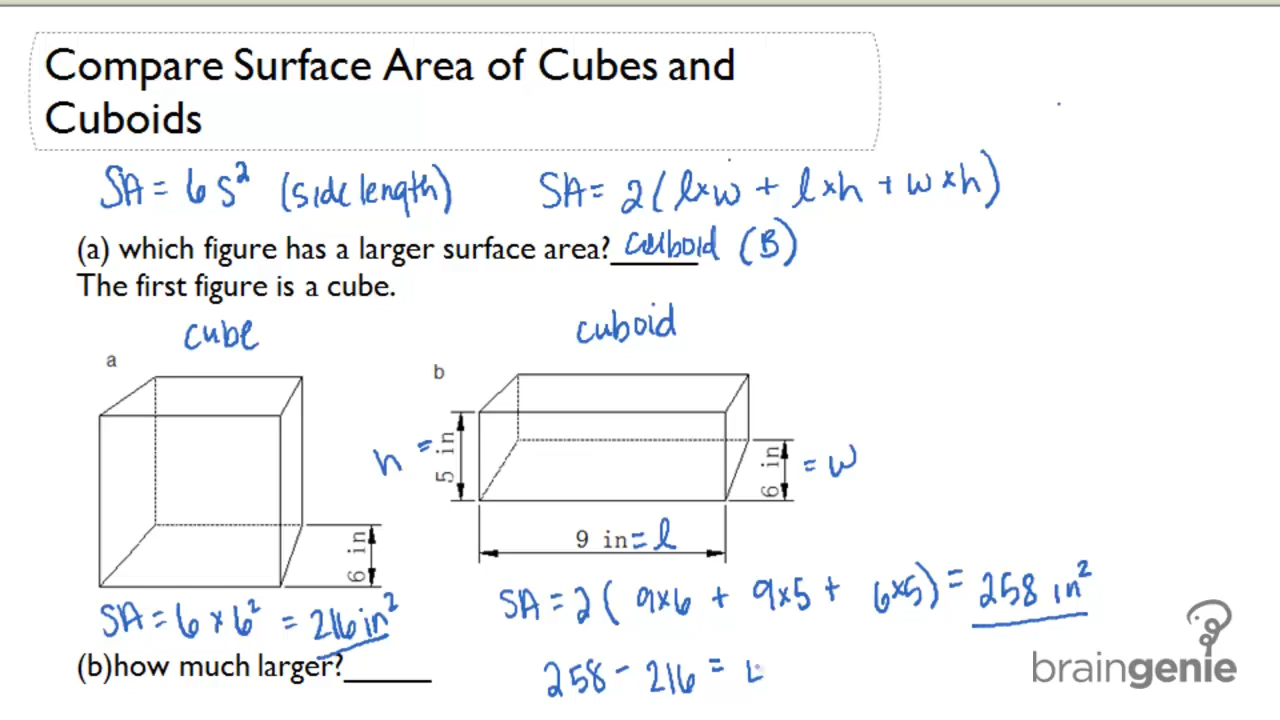 Compare Surface Area of Cubes and
Cuboids
SA = 6 s² (side length)
SA = 2 ( l×w + l×h + w×h )
(a) which figure has a larger surface area? cuboid (B)
The first figure is a cube.
cube
cuboid
a
b
h =
5 in
6 in
= w
9 in = l
6 in
SA = 6 × 6² = 216 in²
SA = 2 ( 9×6 + 9×5 + 6×5 ) = 258 in²
(b)how much larger?______
258 - 216 =
braingenie